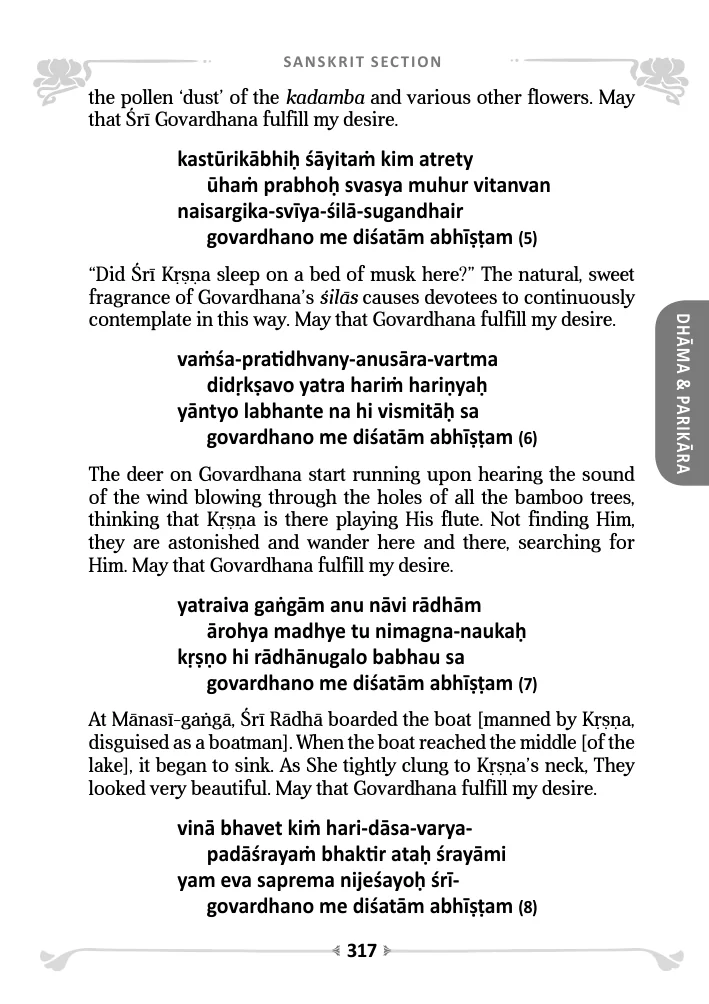 SANSKRIT SECTION
the pollen ‘dust’ of the kadamba and various other flowers. May
that Śrī Govardhana fulfill my desire.
kastūrikābhiḥ śāyitaṁ kim atrety
ūhaṁ prabhoḥ svasya muhur vitanvan
naisargika-svīya-śilā-sugandhair
govardhano me diśatām abhīṣṭam (5)
“Did Śrī Kṛṣṇa sleep on a bed of musk here?” The natural, sweet
fragrance of Govardhana’s śilās causes devotees to continuously
contemplate in this way. May that Govardhana fulfill my desire.
vaṁśa-pratidhvany-anusāra-vartma
didṛkṣavo yatra hariṁ hariṇyaḥ
yāntyo labhante na hi vismitāḥ sa
govardhano me diśatām abhīṣṭam (6)
The deer on Govardhana start running upon hearing the sound
of the wind blowing through the holes of all the bamboo trees,
thinking that Kṛṣṇa is there playing His flute. Not finding Him,
they are astonished and wander here and there, searching for
Him. May that Govardhana fulfill my desire.
yatraiva gaṅgām anu nāvi rādhām
ārohya madhye tu nimagna-naukaḥ
kṛṣṇo hi rādhānugalo babhau sa
govardhano me diśatām abhīṣṭam (7)
At Mānasī-gaṅgā, Śrī Rādhā boarded the boat [manned by Kṛṣṇa,
disguised as a boatman]. When the boat reached the middle [of the
lake], it began to sink. As She tightly clung to Kṛṣṇa’s neck, They
looked very beautiful. May that Govardhana fulfill my desire.
vinā bhavet kiṁ hari-dāsa-varya-
padāśrayaṁ bhaktir ataḥ śrayāmi
yam eva saprema nijeśayoḥ śrī-
govardhano me diśatām abhīṣṭam (8)
317
DHĀMA & PARIKĀRA